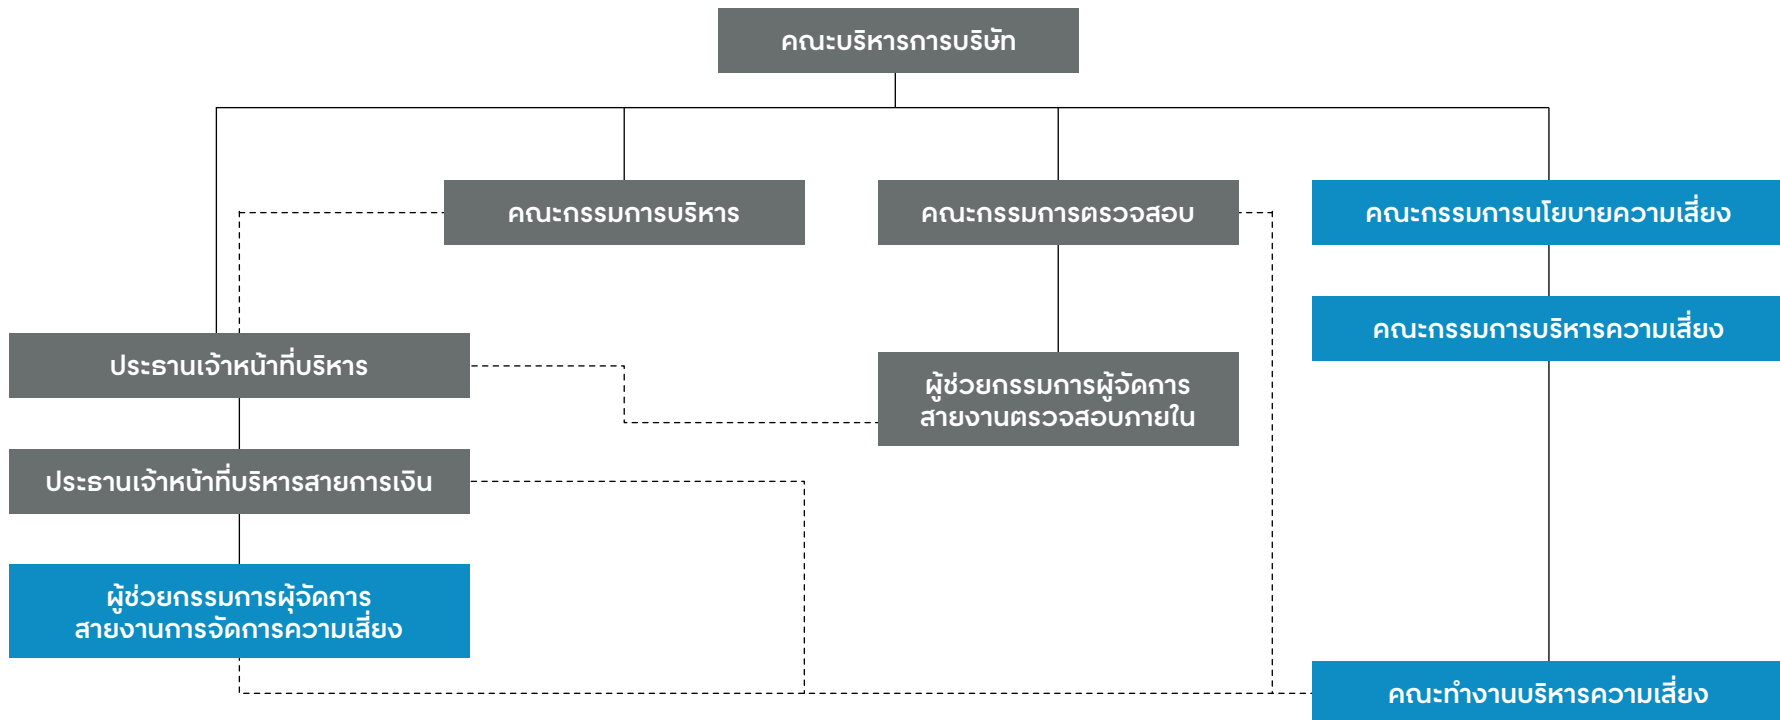 คณะบริหารการบริษัท
คณะกรรมการบริหาร
คณะกรรมการตรวจสอบ
คณะกรรมการนโยบายความเสี่ยง
คณะกรรมการบริหารความเสี่ยง
ประธานเจ้าหน้าที่บริหาร
ผู้ช่วยกรรมการผู้จัดการ
สายงานตรวจสอบภายใน
ประธานเจ้าหน้าที่บริหารสายการเงิน
ผู้ช่วยกรรมการผุ้จัดการ
สายงานการจัดการความเสี่ยง
คณะทำงานบริหารความเสี่ยง